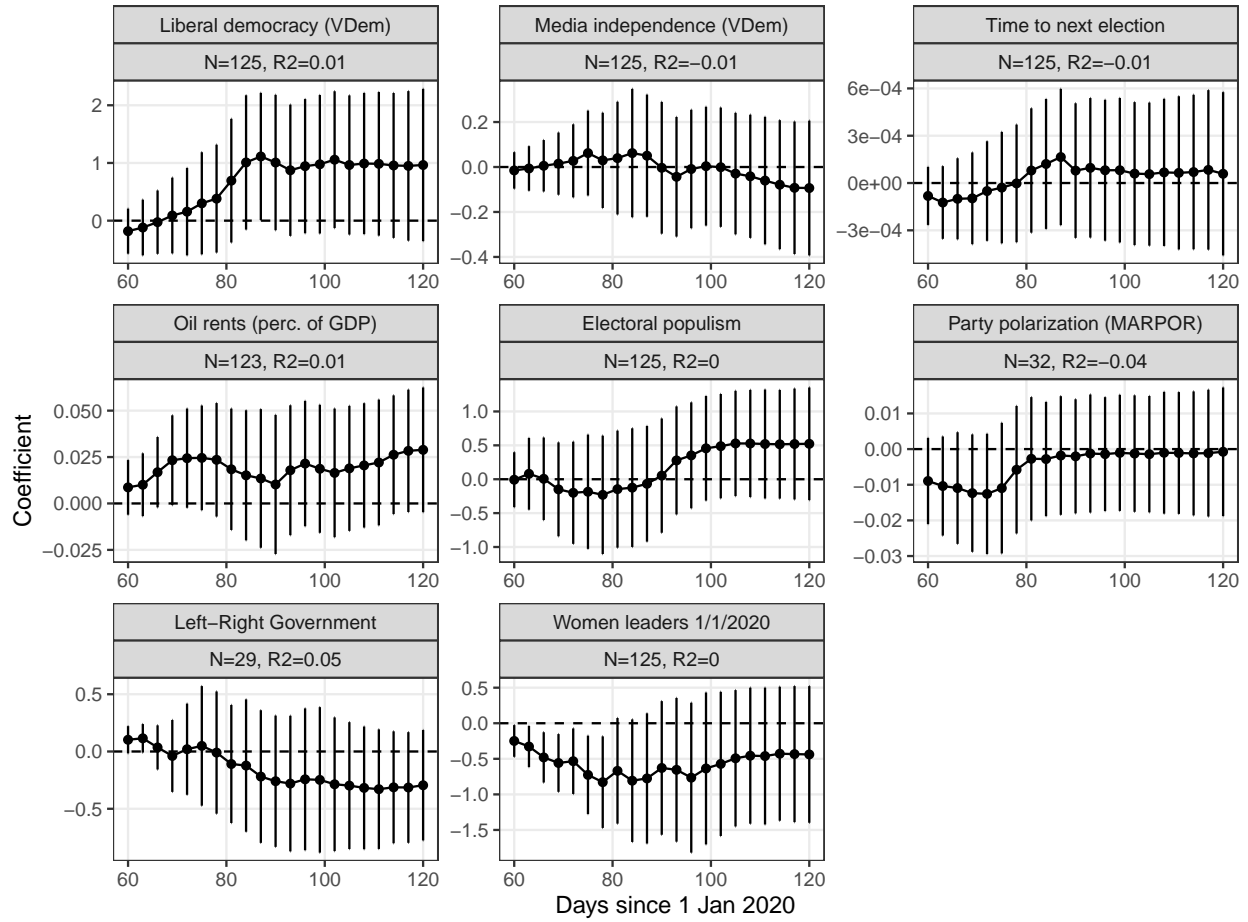 Liberal democracy (VDem)
N=125, R2=0.01
2
1
0
60 80 100 120
Media independence (VDem)
N=125, R2=−0.01
0.2
0.0
−0.2
−0.4
60 80 100 120
Time to next election
N=125, R2=−0.01
6e−04
3e−04
0e+00
−3e−04
60 80 100 120
Oil rents (perc. of GDP)
N=123, R2=0.01
0.050
0.025
0.000
−0.025
60 80 100 120
Electoral populism
N=125, R2=0
1.0
0.5
0.0
−0.5
−1.0
60 80 100 120
Party polarization (MARPOR)
N=32, R2=−0.04
0.01
0.00
−0.01
−0.02
−0.03
60 80 100 120
Left−Right Government
N=29, R2=0.05
0.5
0.0
−0.5
60 80 100 120
Women leaders 1/1/2020
N=125, R2=0
0.5
0.0
−0.5
−1.0
−1.5
60 80 100 120
Coefficient
Days since 1 Jan 2020